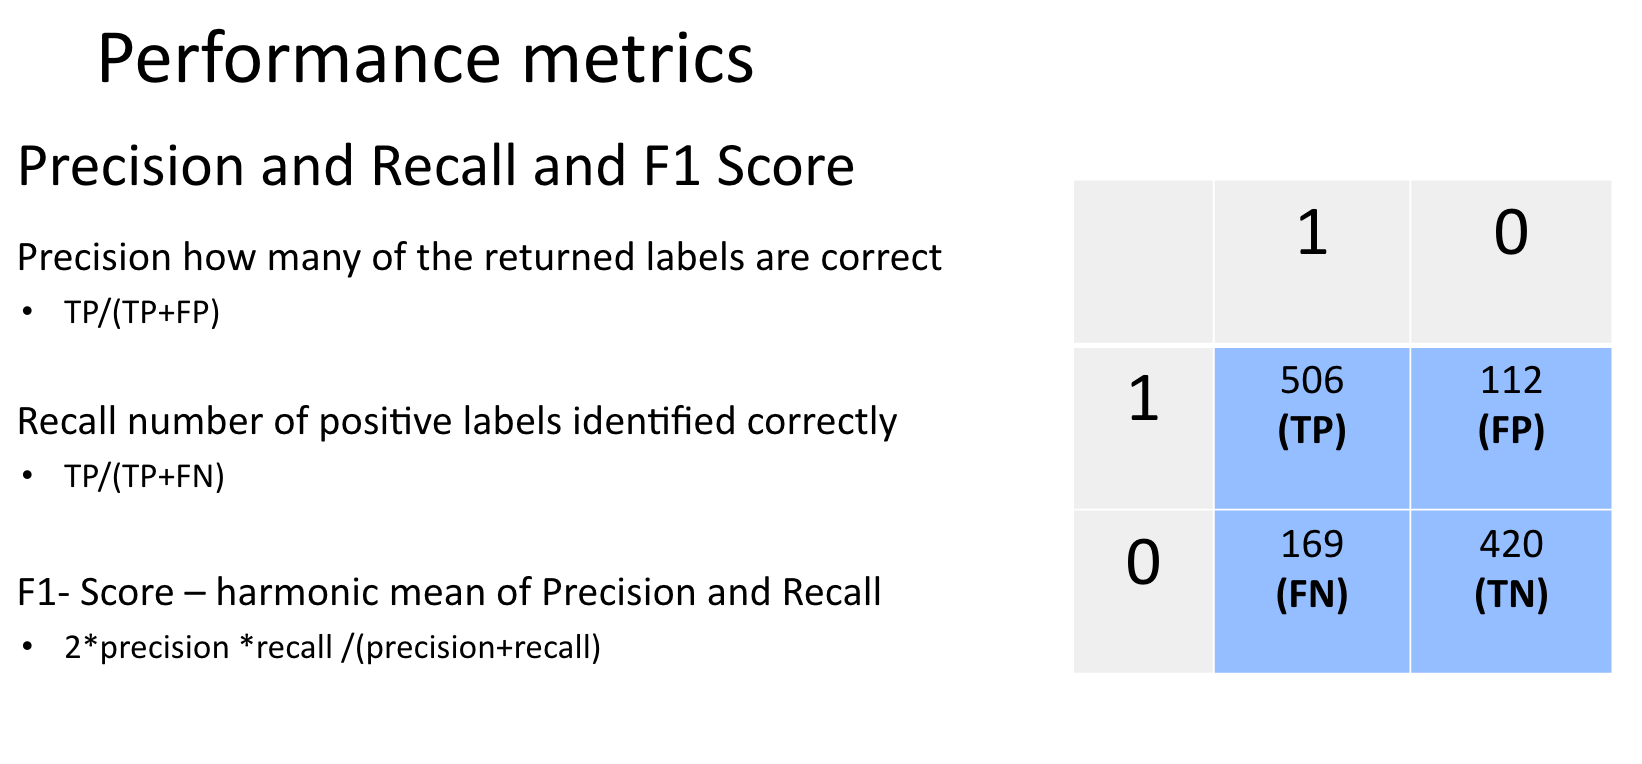 Performance metrics
Precision and Recall and F1 Score
Precision how many of the returned labels are correct
• TP/(TP+FP)
Recall number of positive labels identified correctly
• TP/(TP+FN)
F1- Score – harmonic mean of Precision and Recall
• 2*precision *recall /(precision+recall)
1 0
1 506 112
(TP) (FP)
0 169 420
(FN) (TN)